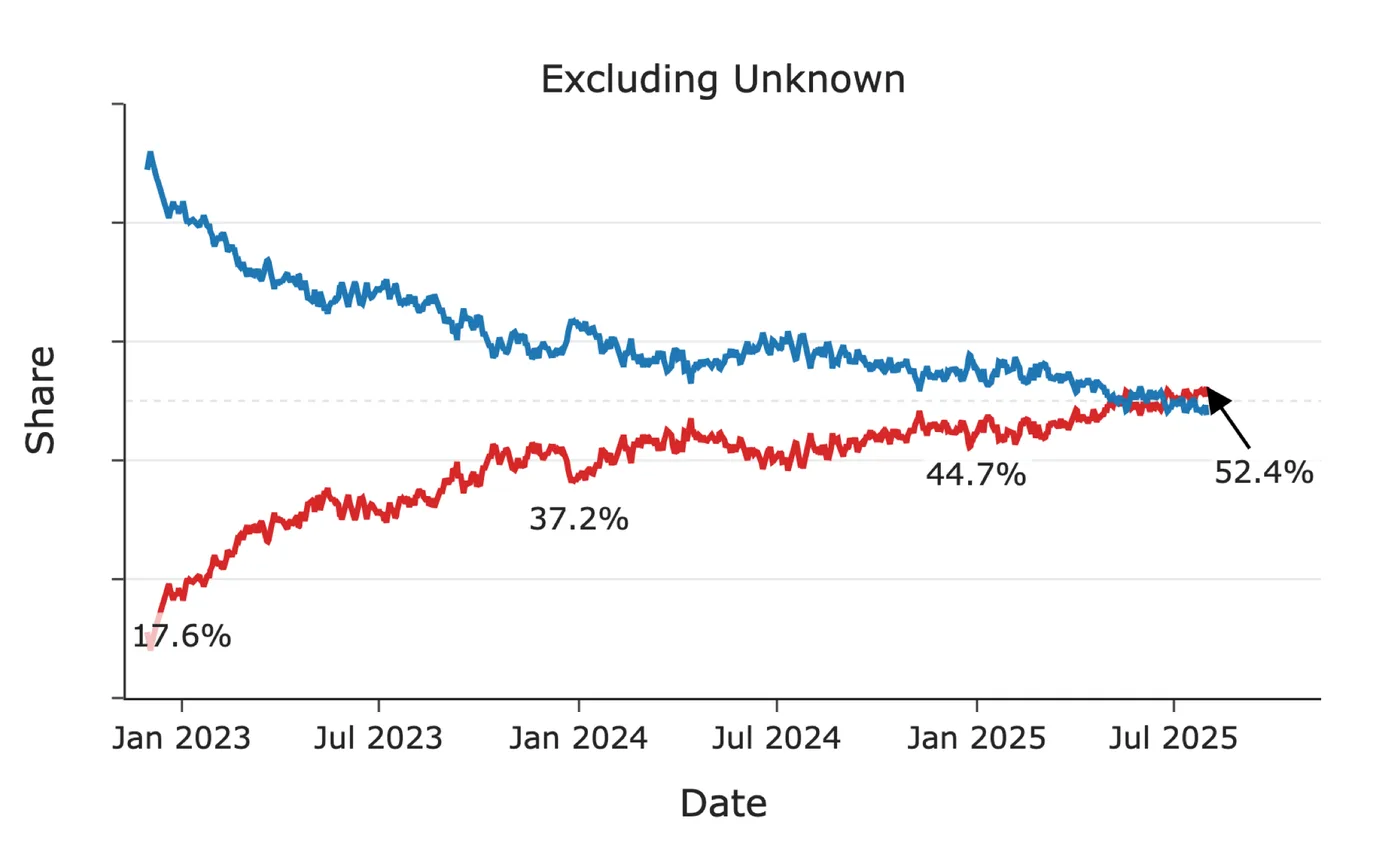 Excluding Unknown
Share
17.6%
37.2%
44.7%
52.4%
Jan 2023
Jul 2023
Jan 2024
Jul 2024
Jan 2025
Jul 2025
Date